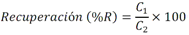 Recuperación (%R) = C₁/C₂ × 100